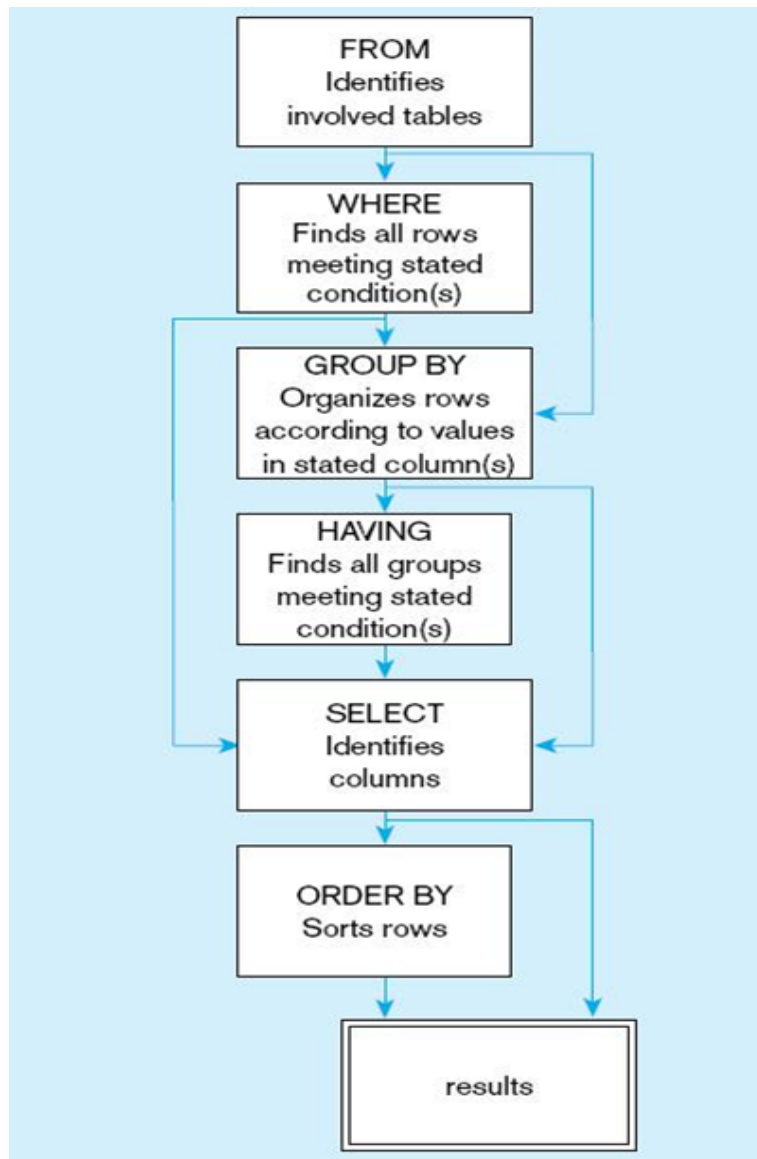 FROM
Identifies
involved tables
WHERE
Finds all rows
meeting stated
condition(s)
GROUP BY
Organizes rows
according to values
in stated column(s)
HAVING
Finds all groups
meeting stated
condition(s)
SELECT
Identifies
columns
ORDER BY
Sorts rows
results